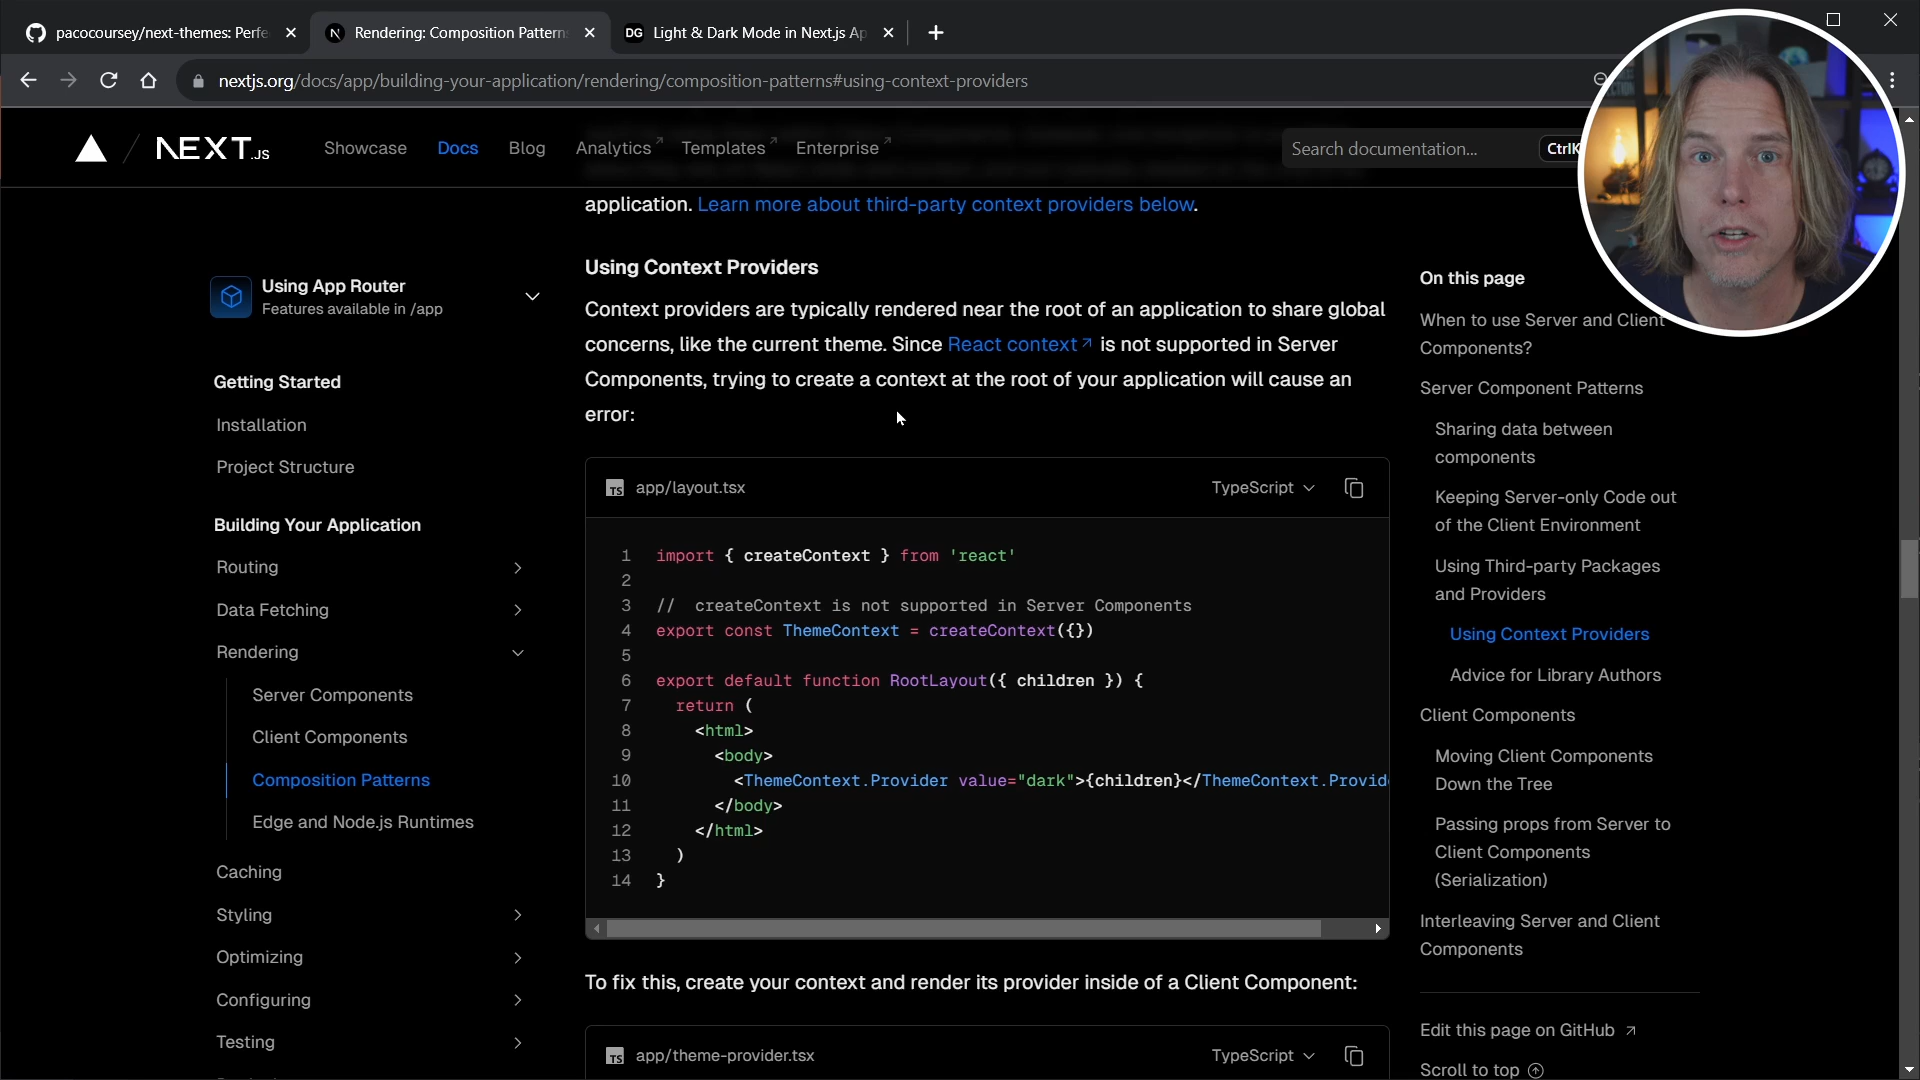 pacocoursey/next-themes: Perfe
Rendering: Composition Pattern
DG Light & Dark Mode in Next.js Ap
nextjs.org/docs/app/building-your-application/rendering/composition-patterns#using-context-providers
NEXT.JS
Showcase
Docs
Blog
Analytics
Templates
Enterprise
Search documentation...
CtrlK
application. Learn more about third-party context providers below.
Using App Router
Features available in /app
Getting Started
Installation
Project Structure
Building Your Application
Routing
Data Fetching
Rendering
Server Components
Client Components
Composition Patterns
Edge and Node.js Runtimes
Caching
Styling
Optimizing
Configuring
Testing
Using Context Providers
Context providers are typically rendered near the root of an application to share global
concerns, like the current theme. Since React context is not supported in Server
Components, trying to create a context at the root of your application will cause an
error:
TS app/layout.tsx
TypeScript
1 import { createContext } from 'react'
2
3 // createContext is not supported in Server Components
4 export const ThemeContext = createContext({})
5
6 export default function RootLayout({ children }) {
7 return (
8 <html>
9 <body>
10 <ThemeContext.Provider value="dark">{children}</ThemeContext.Provid
11 </body>
12 </html>
13 )
14 }
To fix this, create your context and render its provider inside of a Client Component:
TS app/theme-provider.tsx
TypeScript
On this page
When to use Server and Client
Components?
Server Component Patterns
Sharing data between
components
Keeping Server-only Code out
of the Client Environment
Using Third-party Packages
and Providers
Using Context Providers
Advice for Library Authors
Client Components
Moving Client Components
Down the Tree
Passing props from Server to
Client Components
(Serialization)
Interleaving Server and Client
Components
Edit this page on GitHub
Scroll to top